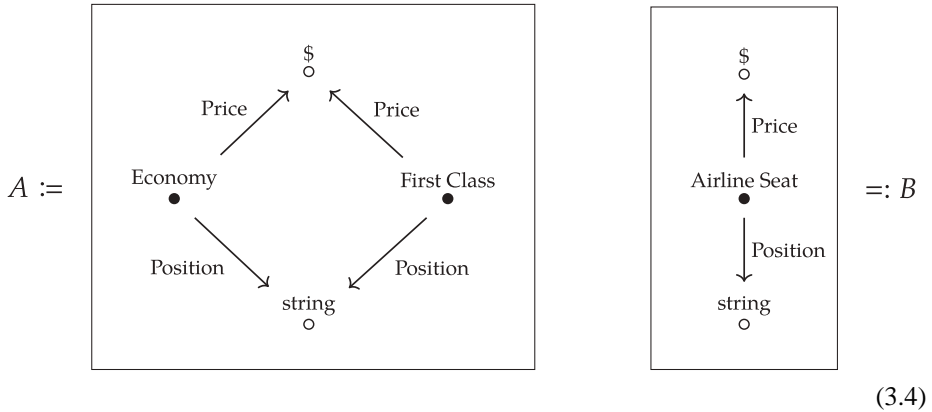 $ $
Price Price Price
Economy First Class Airline Seat
A := =: B
Position Position Position
string string
(3.4)